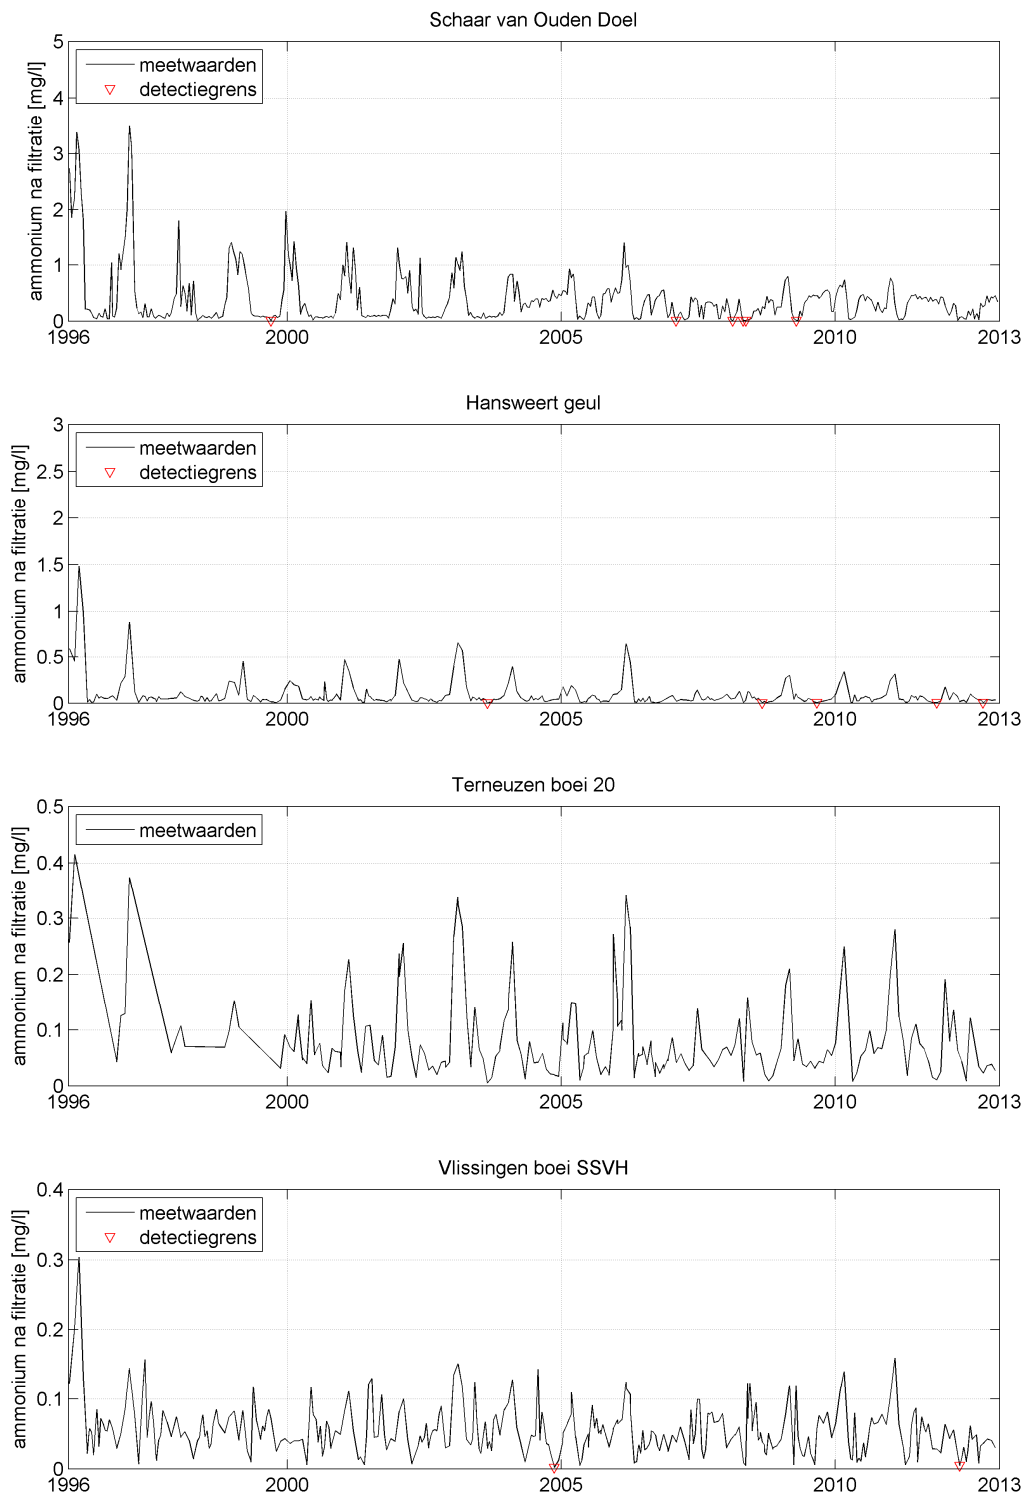 Schaar van Ouden Doel
ammonium na filtratie [mg/l]
5
4
3
2
1
0
meetwaarden
detectiegrens
1996 2000 2005 2010 2013
Hansweert geul
ammonium na filtratie [mg/l]
3
2.5
2
1.5
1
0.5
0
meetwaarden
detectiegrens
1996 2000 2005 2010 2013
Terneuzen boei 20
ammonium na filtratie [mg/l]
0.5
0.4
0.3
0.2
0.1
0
meetwaarden
1996 2000 2005 2010 2013
Vlissingen boei SSVH
ammonium na filtratie [mg/l]
0.4
0.3
0.2
0.1
0
meetwaarden
detectiegrens
1996 2000 2005 2010 2013